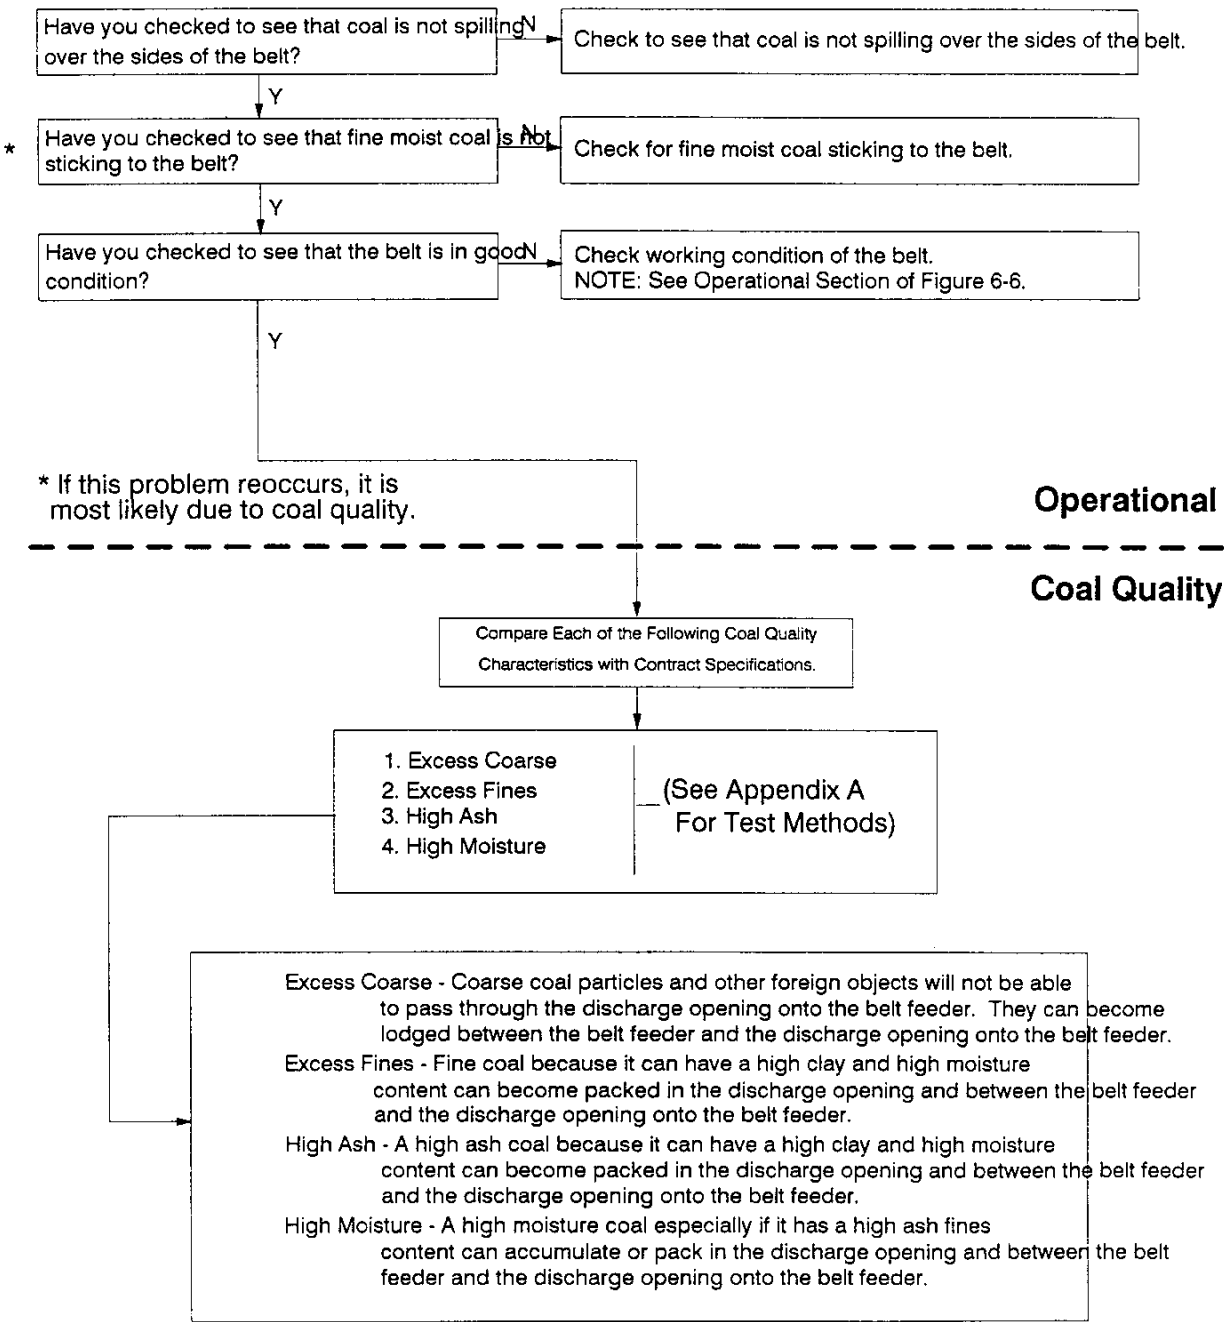 Have you checked to see that coal is not spilling
over the sides of the belt?
N
Check to see that coal is not spilling over the sides of the belt.
Y
*
Have you checked to see that fine moist coal is not
sticking to the belt?
N
Check for fine moist coal sticking to the belt.
Y
Have you checked to see that the belt is in good
condition?
N
Check working condition of the belt.
NOTE: See Operational Section of Figure 6-6.
Y
* If this problem reoccurs, it is
most likely due to coal quality.
Operational
Coal Quality
Compare Each of the Following Coal Quality
Characteristics with Contract Specifications.
1. Excess Coarse
2. Excess Fines
3. High Ash
4. High Moisture
(See Appendix A
For Test Methods)
Excess Coarse - Coarse coal particles and other foreign objects will not be able
to pass through the discharge opening onto the belt feeder. They can become
lodged between the belt feeder and the discharge opening onto the belt feeder.
Excess Fines - Fine coal because it can have a high clay and high moisture
content can become packed in the discharge opening and between the belt feeder
and the discharge opening onto the belt feeder.
High Ash - A high ash coal because it can have a high clay and high moisture
content can become packed in the discharge opening and between the belt feeder
and the discharge opening onto the belt feeder.
High Moisture - A high moisture coal especially if it has a high ash fines
content can accumulate or pack in the discharge opening and between the belt
feeder and the discharge opening onto the belt feeder.